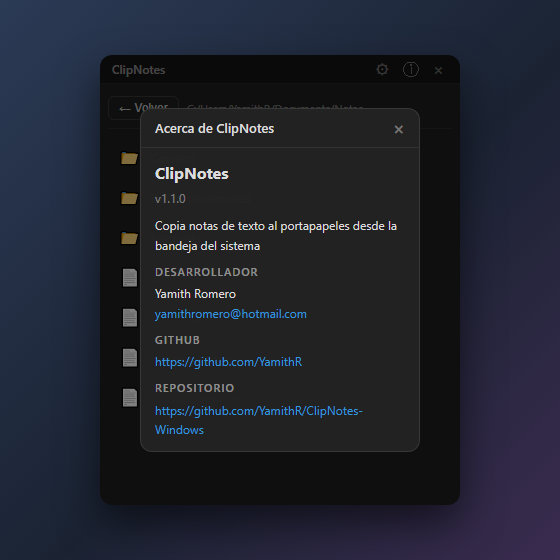 ClipNotes
← Volver
Acerca de ClipNotes
ClipNotes
v1.1.0
Copia notas de texto al portapapeles desde la
bandeja del sistema
DESARROLLADOR
Yamith Romero
yamithromero@hotmail.com
GITHUB
https://github.com/YamithR
REPOSITORIO
https://github.com/YamithR/ClipNotes-
Windows